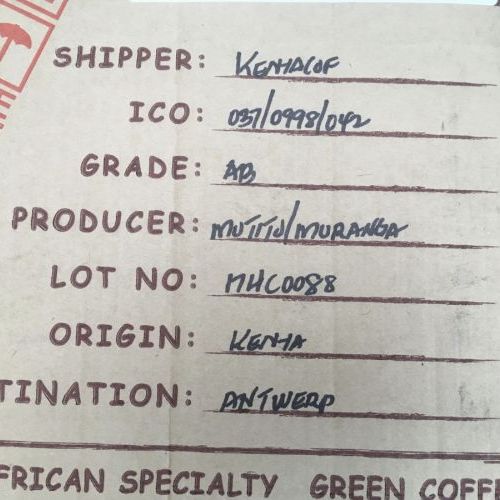 SHIPPER: KENYACOF
ICO: 037/0998/042
GRADE: AB
PRODUCER: MUTITU/MURANGA
LOT NO: MHC0088
ORIGIN: KENYA
TINATION: ANTWERP
FRICAN SPECIALTY GREEN COFF